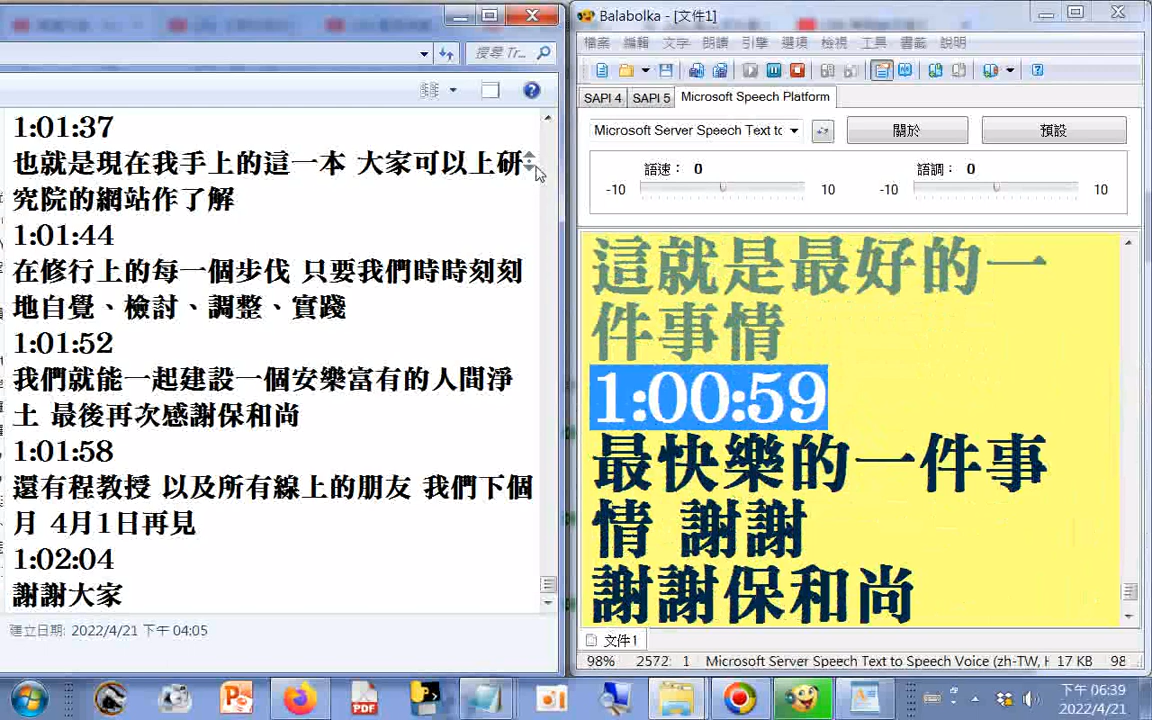 搜尋 Tr...
1:01:37
也就是現在我手上的這一本 大家可以上研
究院的網站作了解
1:01:44
在修行上的每一個步伐 只要我們時時刻刻
地自覺、檢討、調整、實踐
1:01:52
我們就能一起建設一個安樂富有的人間淨
土 最後再次感謝保和尚
1:01:58
還有程教授 以及所有線上的朋友 我們下個
月 4月1日再見
1:02:04
謝謝大家
建立日期: 2022/4/21 下午 04:05
Balabolka - [文件1]
檔案 編輯 文字 朗讀 引擎 選項 檢視 工具 書籤 說明
SAPI 4 SAPI 5 Microsoft Speech Platform
Microsoft Server Speech Text to
關於 預設
語速： 0 語調： 0
-10 10 -10 10
這就是最好的一
件事情
1:00:59
最快樂的一件事
情 謝謝
謝謝保和尚
文件1
98% 2572: 1 Microsoft Server Speech Text to Speech Voice (zh-TW, H 17 KB 98
PDF
下午 06:39
2022/4/21